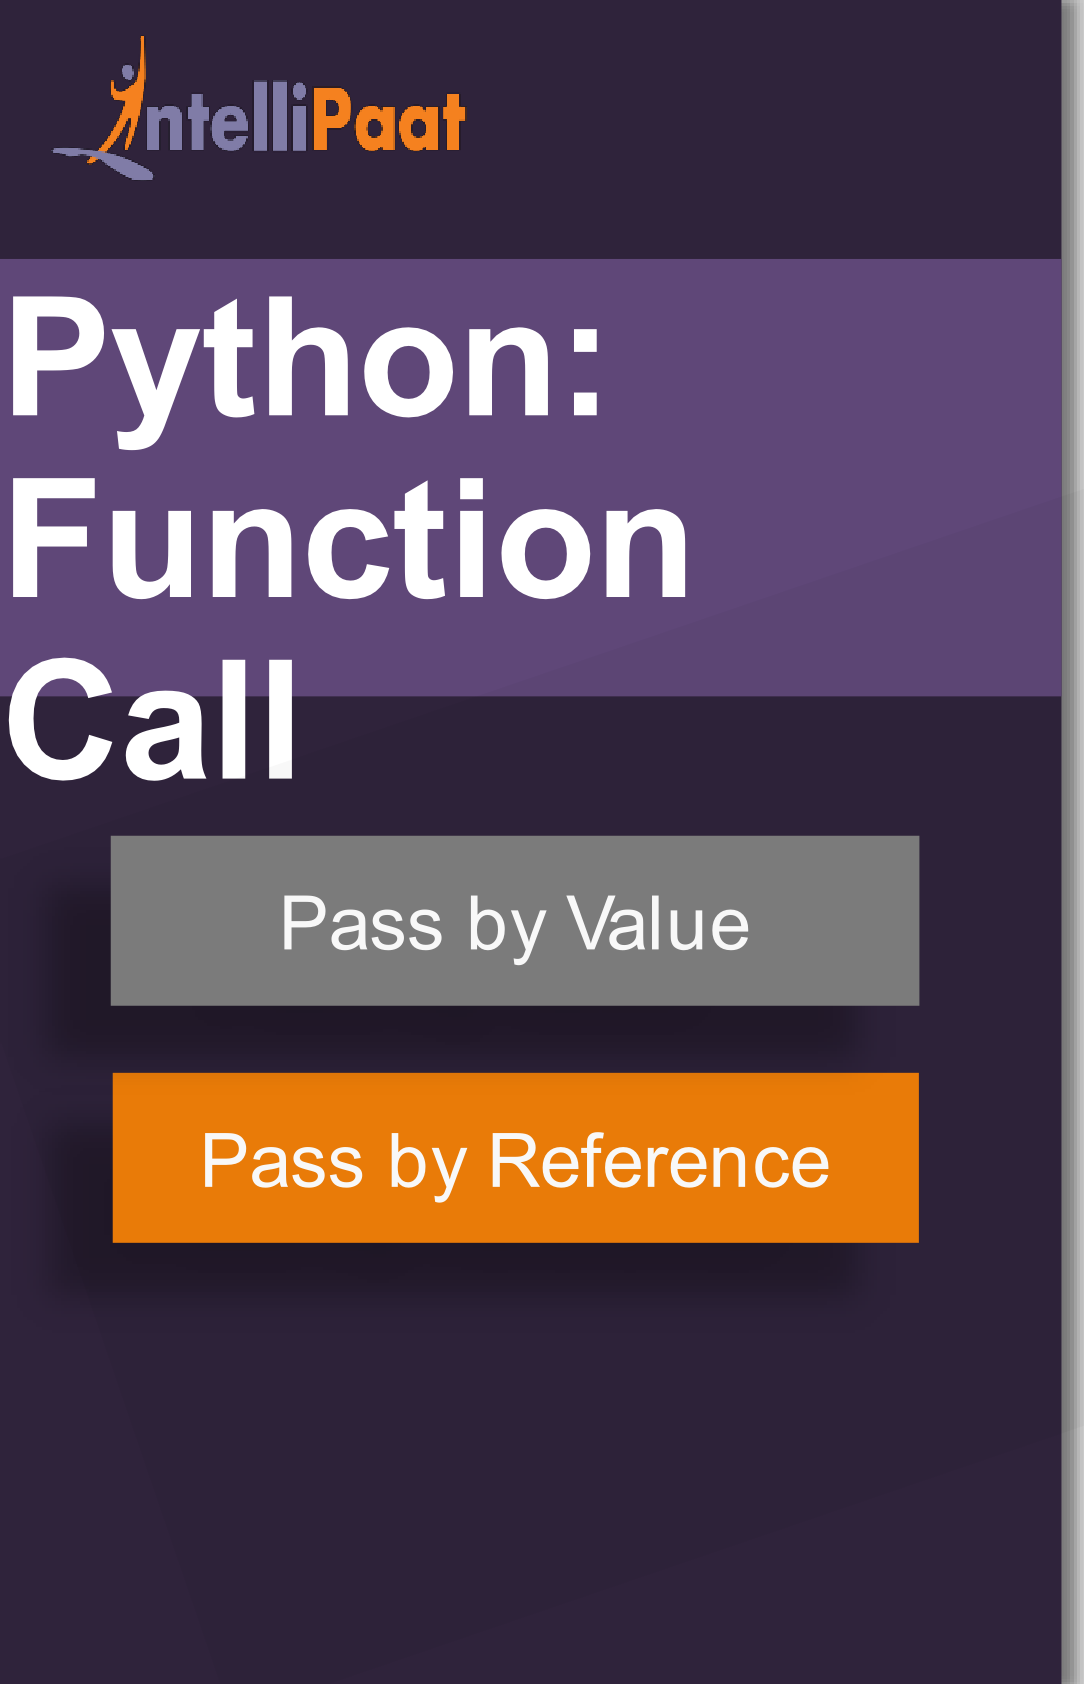 IntelliPaat
Python:
Function
Call
Pass by Value
Pass by Reference